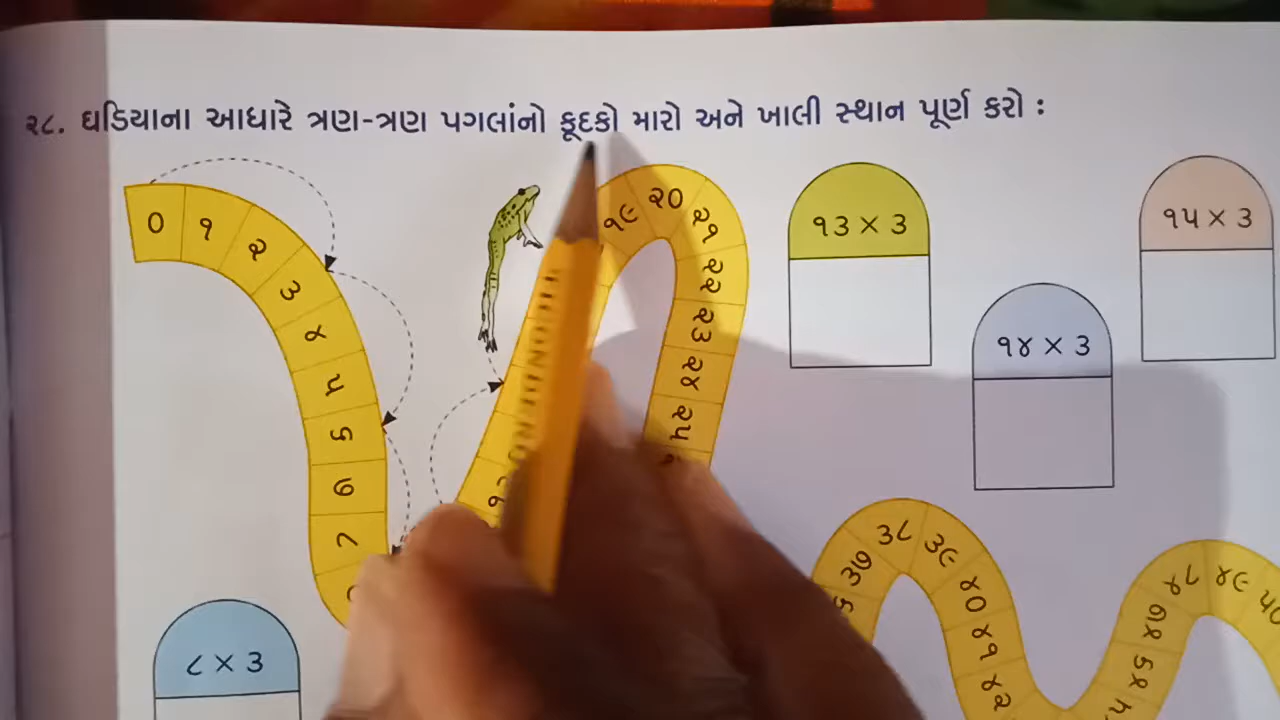 ૨૮. ઘડિયાના આધારે ત્રણ-ત્રણ પગલાંનો કૂદકો મારો અને ખાલી સ્થાન પૂર્ણ કરો :
૦ ૧ ૨ ૩ ૪ ૫ ૬ ૭ ૮
૧૯ ૨૦ ૨૧ ૨૨ ૨૩ ૨૪ ૨૫
૧૩ × ૩
૧૪ × ૩
૧૫ × ૩
૮ × ૩
૩૭ ૩૮ ૩૯ ૪૦ ૪૧ ૪૨
૪૬ ૪૭ ૪૮ ૪૯ ૫૦